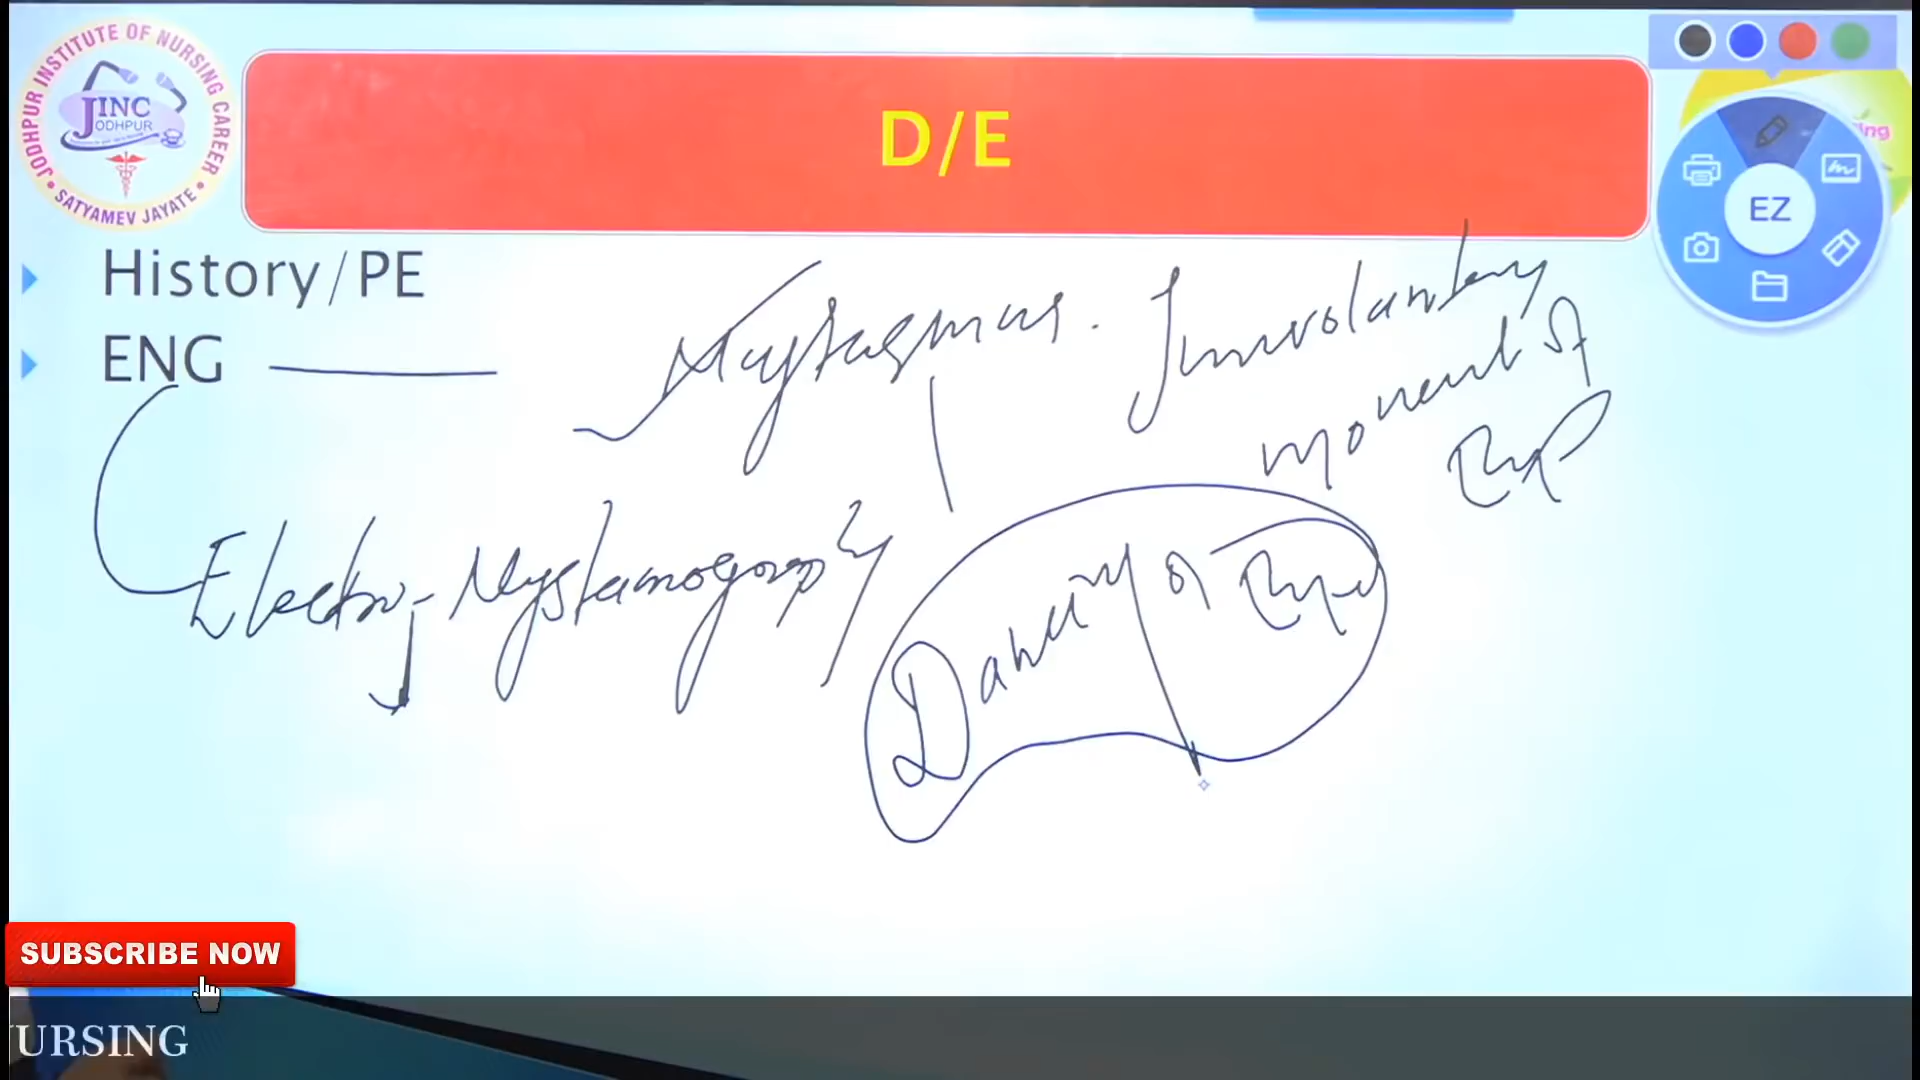 JODHPUR INSTITUTE OF NURSING CAREER
JINC
JODHPUR
SATYAMEV JAYATE
D/E
EZ
History/PE
ENG
Nystagmus. Involuntary
moment of
Eye
Electro-Nystamography
Dancing of Eye
SUBSCRIBE NOW
URSING